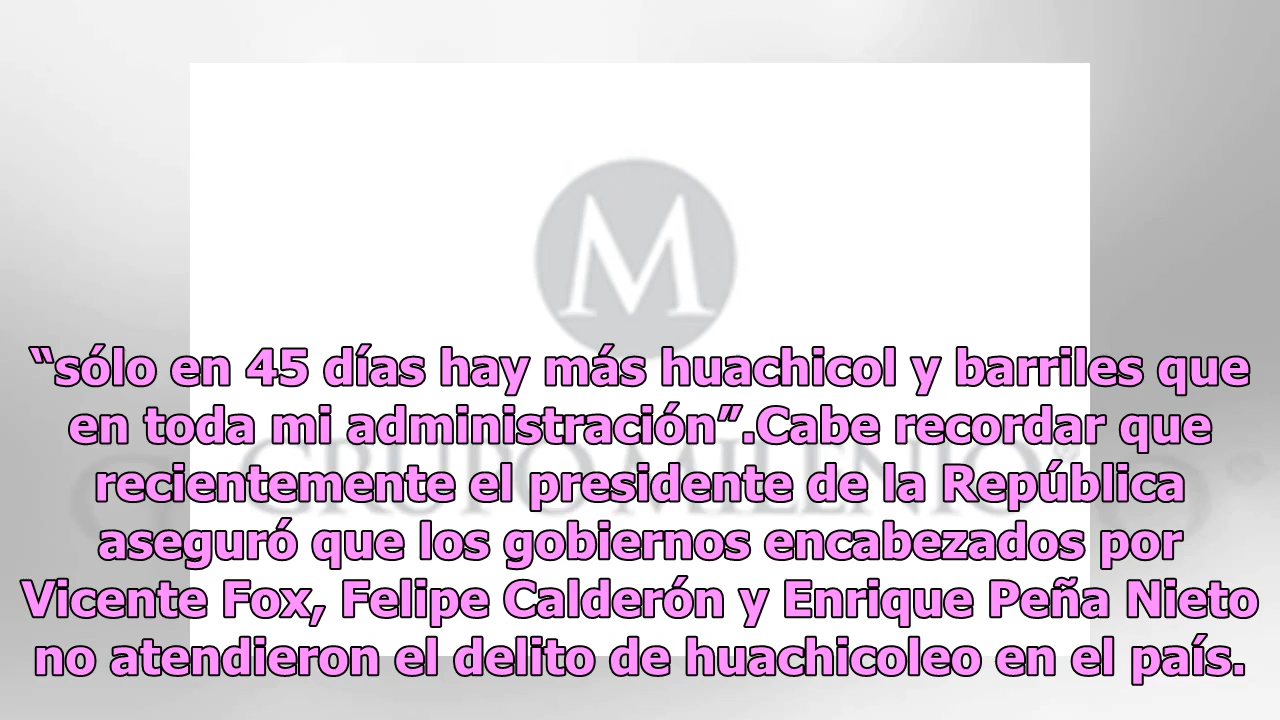 M
GRUPO MILENIO
“sólo en 45 días hay más huachicol y barriles que
en toda mi administración”.Cabe recordar que
recientemente el presidente de la República
aseguró que los gobiernos encabezados por
Vicente Fox, Felipe Calderón y Enrique Peña Nieto
no atendieron el delito de huachicoleo en el país.